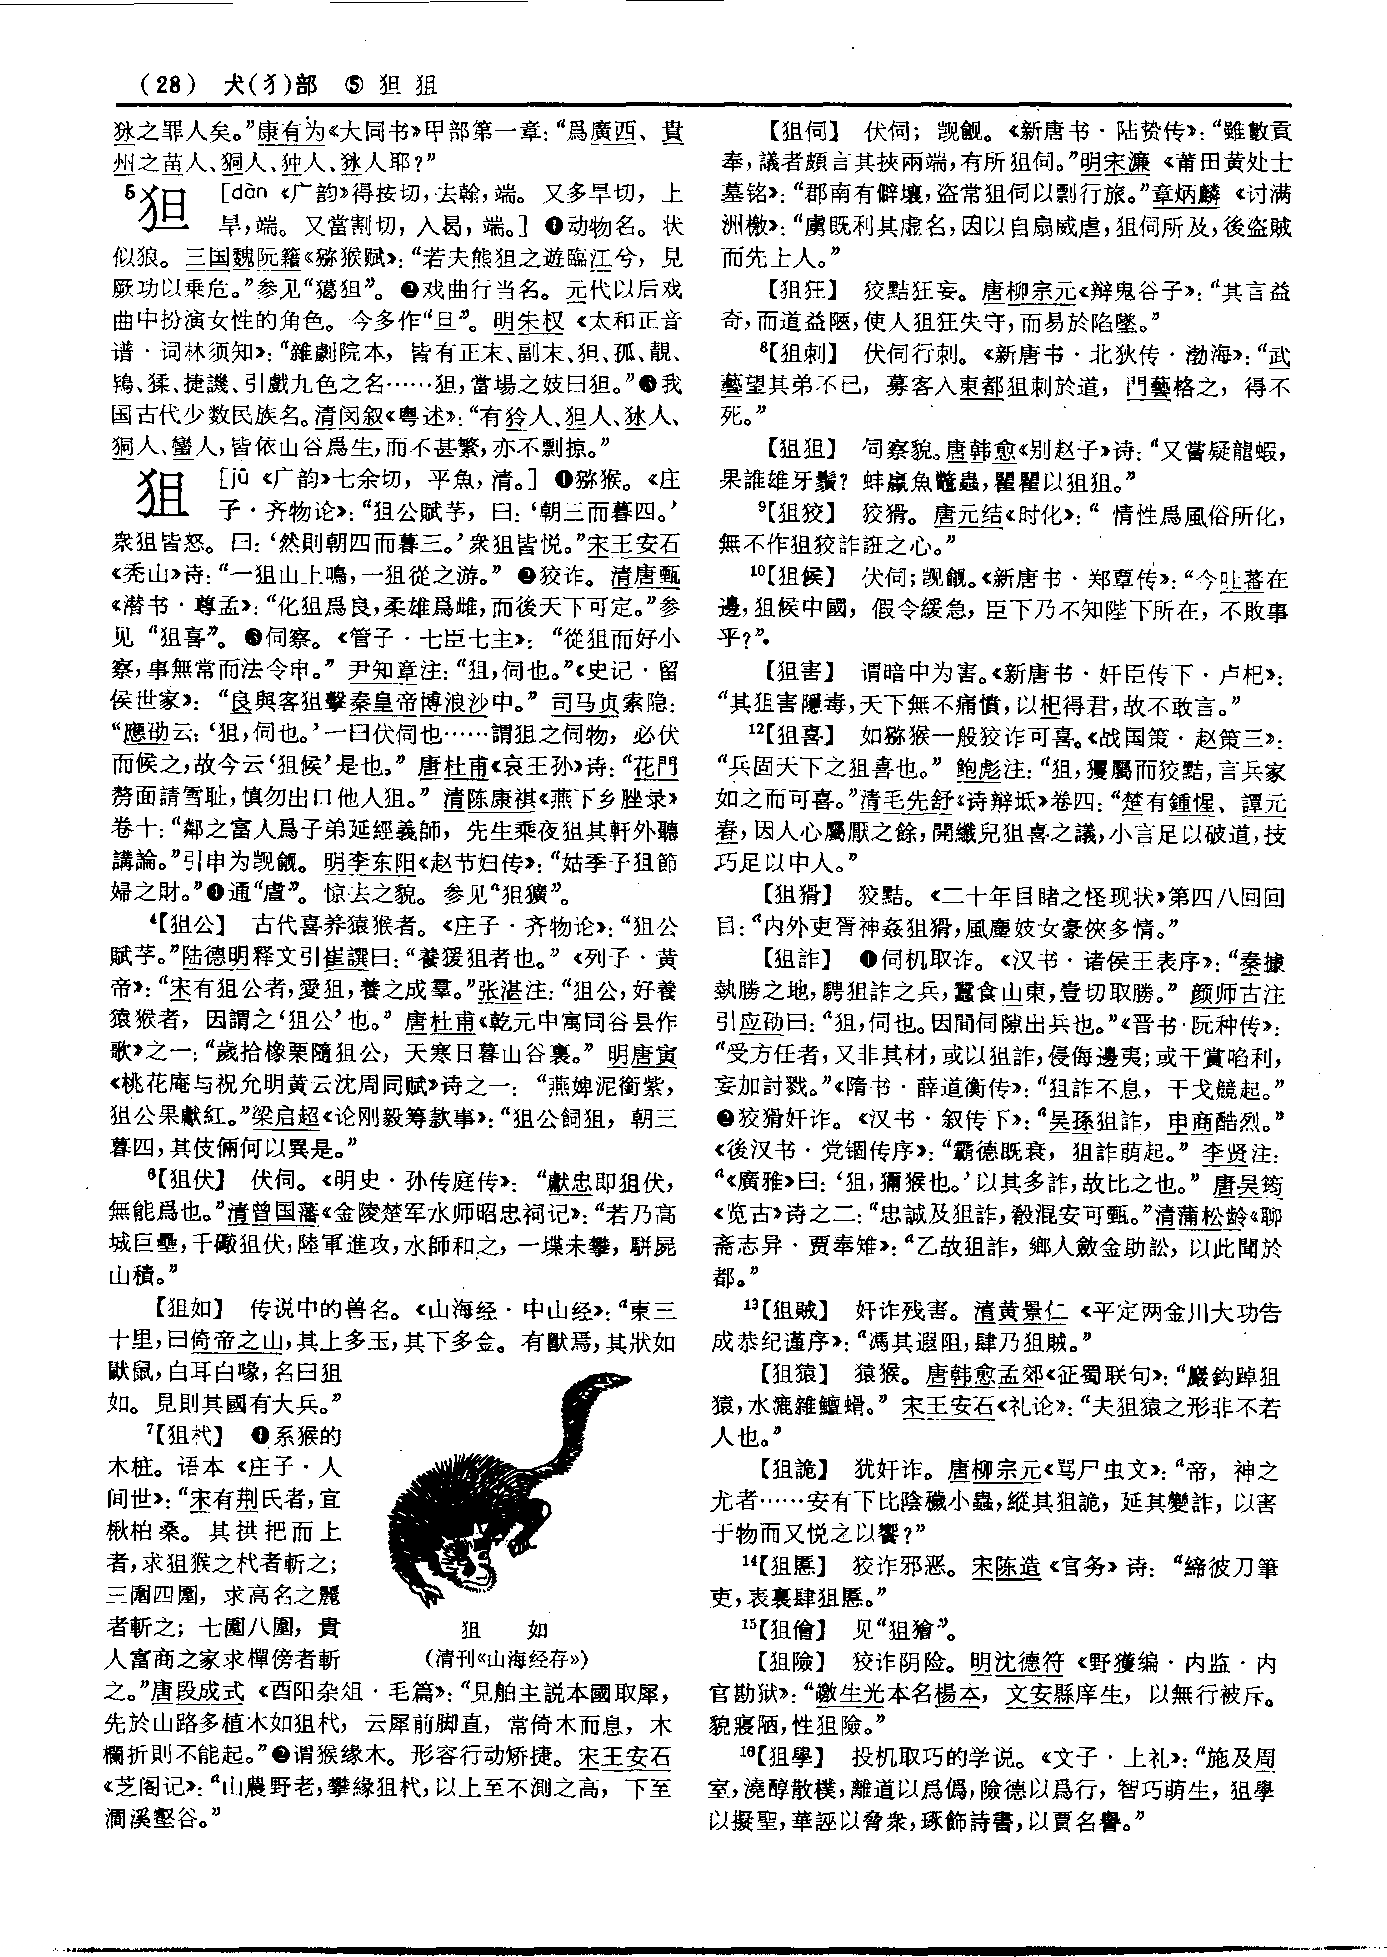 (28) 犬(犭)部 ⑤ 狚 狙
㹤之罪人矣。”康有为《大同书》甲部第一章：“爲廣西、貴
州之苗人、狪人、狆人、㹤人耶？”
5狚 [dàn 《广韵》得按切，去翰，端。又多旱切，上
旱，端。又當割切，入曷，端。] ❶动物名。状
似狼。三国魏阮籍《猕猴赋》：“若夫熊狚之遊臨江兮，見
厥功以乗危。”参见“獦狚”。❷戏曲行当名。元代以后戏
曲中扮演女性的角色。今多作“旦”。明朱权《太和正音
谱·词林须知》：“雜劇院本，皆有正末、副末、狚、孤、靚、
鴇、猱、捷譏、引戲九色之名……狚，當場之妓曰狚。”❸我
国古代少数民族名。清闵叙《粤述》：“有狑人、狚人、㹤人、
狪人、蠻人，皆依山谷爲生，而不甚繁，亦不剽掠。”
狙 [jū 《广韵》七余切，平魚，清。] ❶猕猴。《庄
子·齐物论》：“狙公賦芧，曰：‘朝三而暮四。’
衆狙皆怒。曰：‘然則朝四而暮三。’衆狙皆悦。”宋王安石
《秃山》诗：“一狙山上鳴，一狙從之游。”❷狡诈。清唐甄
《潜书·尊孟》：“化狙爲良，柔雄爲雌，而後天下可定。”参
见“狙喜”。❸伺察。《管子·七臣七主》：“從狙而好小
察，事無常而法令申。”尹知章注：“狙，伺也。”《史记·留
侯世家》：“良與客狙擊秦皇帝博浪沙中。”司马贞索隐：
“應劭云：‘狙，伺也。’一曰伏伺也……謂狙之伺物，必伏
而候之，故今云‘狙候’是也。”唐杜甫《哀王孙》诗：“花門
剺面請雪耻，慎勿出口他人狙。”清陈康祺《燕下乡脞录》
卷十：“鄰之富人爲子弟延經義師，先生乘夜狙其軒外聽
講論。”引申为觊觎。明李东阳《赵节妇传》：“姑季子狙節
婦之財。”❹通“虘”。惊去之貌。参见“狙獷”。
4【狙公】 古代喜养猿猴者。《庄子·齐物论》：“狙公
賦芧。”陆德明释文引崔譔曰：“養猨狙者也。”《列子·黄
帝》：“宋有狙公者，愛狙，養之成羣。”张湛注：“狙公，好養
猿猴者，因謂之‘狙公’也。”唐杜甫《乾元中寓同谷县作
歌》之一：“歲拾橡栗隨狙公，天寒日暮山谷裏。”明唐寅
《桃花庵与祝允明黄云沈周同赋》诗之一：“燕婢泥銜紫，
狙公果獻紅。”梁启超《论刚毅筹款事》：“狙公飼狙，朝三
暮四，其伎倆何以異是。”
6【狙伏】 伏伺。《明史·孙传庭传》：“獻忠即狙伏，
無能爲也。”清曾国藩《金陵楚军水师昭忠祠记》：“若乃高
城巨壘，千礮狙伏，陸軍進攻，水師和之，一堞未攀，駢屍
山積。”
【狙如】 传说中的兽名。《山海经·中山经》：“東三
十里，曰倚帝之山，其上多玉，其下多金。有獸焉，其狀如
䶅鼠，白耳白喙，名曰狙
如。見則其國有大兵。”
7【狙杙】 ❶系猴的
木桩。语本《庄子·人
间世》：“宋有荆氏者，宜
楸柏桑。其拱把而上
者，求狙猴之杙者斬之；
三圍四圍，求高名之麗
者斬之；七圍八圍，貴
人富商之家求樿傍者斬
之。”唐段成式《酉阳杂俎·毛篇》：“見舶主説本國取犀，
先於山路多植木如狙杙，云犀前脚直，常倚木而息，木
欄折則不能起。”❷谓猴缘木。形容行动矫捷。宋王安石
《芝阁记》：“山農野老，攀緣狙杙，以上至不測之高，下至
澗溪壑谷。”
狙 如
（清刊《山海经存》）
【狙伺】 伏伺；觊觎。《新唐书·陆贽传》：“雖數貢
奉，議者頗言其挾兩端，有所狙伺。”明宋濂《莆田黄处士
墓铭》：“郡南有僻壤，盗常狙伺以剽行旅。”章炳麟《讨满
洲檄》：“虜既利其虚名，因以自扇威虐，狙伺所及，後盗贼
而先上人。”
【狙狂】 狡黠狂妄。唐柳宗元《辩鬼谷子》：“其言益
奇，而道益陿，使人狙狂失守，而易於陷墜。”
8【狙刺】 伏伺行刺。《新唐书·北狄传·渤海》：“武
藝望其弟不已，募客入東都狙刺於道，門藝格之，得不
死。”
【狙狙】 伺察貌。唐韩愈《别赵子》诗：“又嘗疑龍蝦，
果誰雄牙鬚？蚌蠃魚鼈蟲，瞿瞿以狙狙。”
9【狙狡】 狡猾。唐元结《时化》：“情性爲風俗所化，
無不作狙狡詐誑之心。”
10【狙候】 伏伺；觊觎。《新唐书·郑覃传》：“今吐蕃在
邊，狙候中國，假令緩急，臣下乃不知陛下所在，不敗事
乎？”。
【狙害】 谓暗中为害。《新唐书·奸臣传下·卢杞》：
“其狙害隱毒，天下無不痛憤，以杞得君，故不敢言。”
12【狙喜】 如猕猴一般狡诈可喜。《战国策·赵策三》：
“兵固天下之狙喜也。”鲍彪注：“狙，玃屬而狡黠，言兵家
如之而可喜。”清毛先舒《诗辩坻》卷四：“楚有鍾惺、譚元
春，因人心屬厭之餘，開纖兒狙喜之議，小言足以破道，技
巧足以中人。”
【狙猾】 狡黠。《二十年目睹之怪现状》第四八回回
目：“内外吏胥神姦狙猾，風塵妓女豪俠多情。”
【狙詐】 ❶伺机取诈。《汉书·诸侯王表序》：“秦據
執勝之地，騁狙詐之兵，蠶食山東，壹切取勝。”颜师古注
引应劭曰：“狙，伺也。因間伺隙出兵也。”《晋书·阮种传》：
“受方任者，又非其材，或以狙詐，侵侮邊夷；或干賞啗利，
妄加討戮。”《隋书·薛道衡传》：“狙詐不息，干戈競起。”
❷狡猾奸诈。《汉书·叙传下》：“吴孫狙詐，申商酷烈。”
《後汉书·党锢传序》：“霸德既衰，狙詐萌起。”李贤注：
“《廣雅》曰：‘狙，獼猴也。’以其多詐，故比之也。”唐吴筠
《览古》诗之二：“忠誠及狙詐，殽混安可甄。”清蒲松龄《聊
斋志异·贾奉雉》：“乙故狙詐，鄉人斂金助訟，以此聞於
都。”
13【狙賊】 奸诈残害。清黄景仁《平定两金川大功告
成恭纪谨序》：“馮其遐阻，肆乃狙賊。”
【狙猿】 猿猴。唐韩愈孟郊《征蜀联句》：“巖鉤踔狙
猿，水漉雜鱣螖。”宋王安石《礼论》：“夫狙猿之形非不若
人也。”
【狙詭】 犹奸诈。唐柳宗元《骂尸虫文》：“帝，神之
尤者……安有下比陰穢小蟲，縱其狙詭，延其變詐，以害
于物而又悦之以饗？”
14【狙慝】 狡诈邪恶。宋陈造《官务》诗：“締彼刀筆
吏，表裏肆狙慝。”
15【狙儈】 见“狙獪”。
【狙險】 狡诈阴险。明沈德符《野獲编·内监·内
官勘狱》：“皦生光本名楊本，文安縣庠生，以無行被斥。
貌寢陋，性狙險。”
16【狙學】 投机取巧的学说。《文子·上礼》：“施及周
室，澆醇散樸，離道以爲僞，險德以爲行，智巧萌生，狙學
以擬聖，華誣以脅衆，琢飾詩書，以賈名譽。”